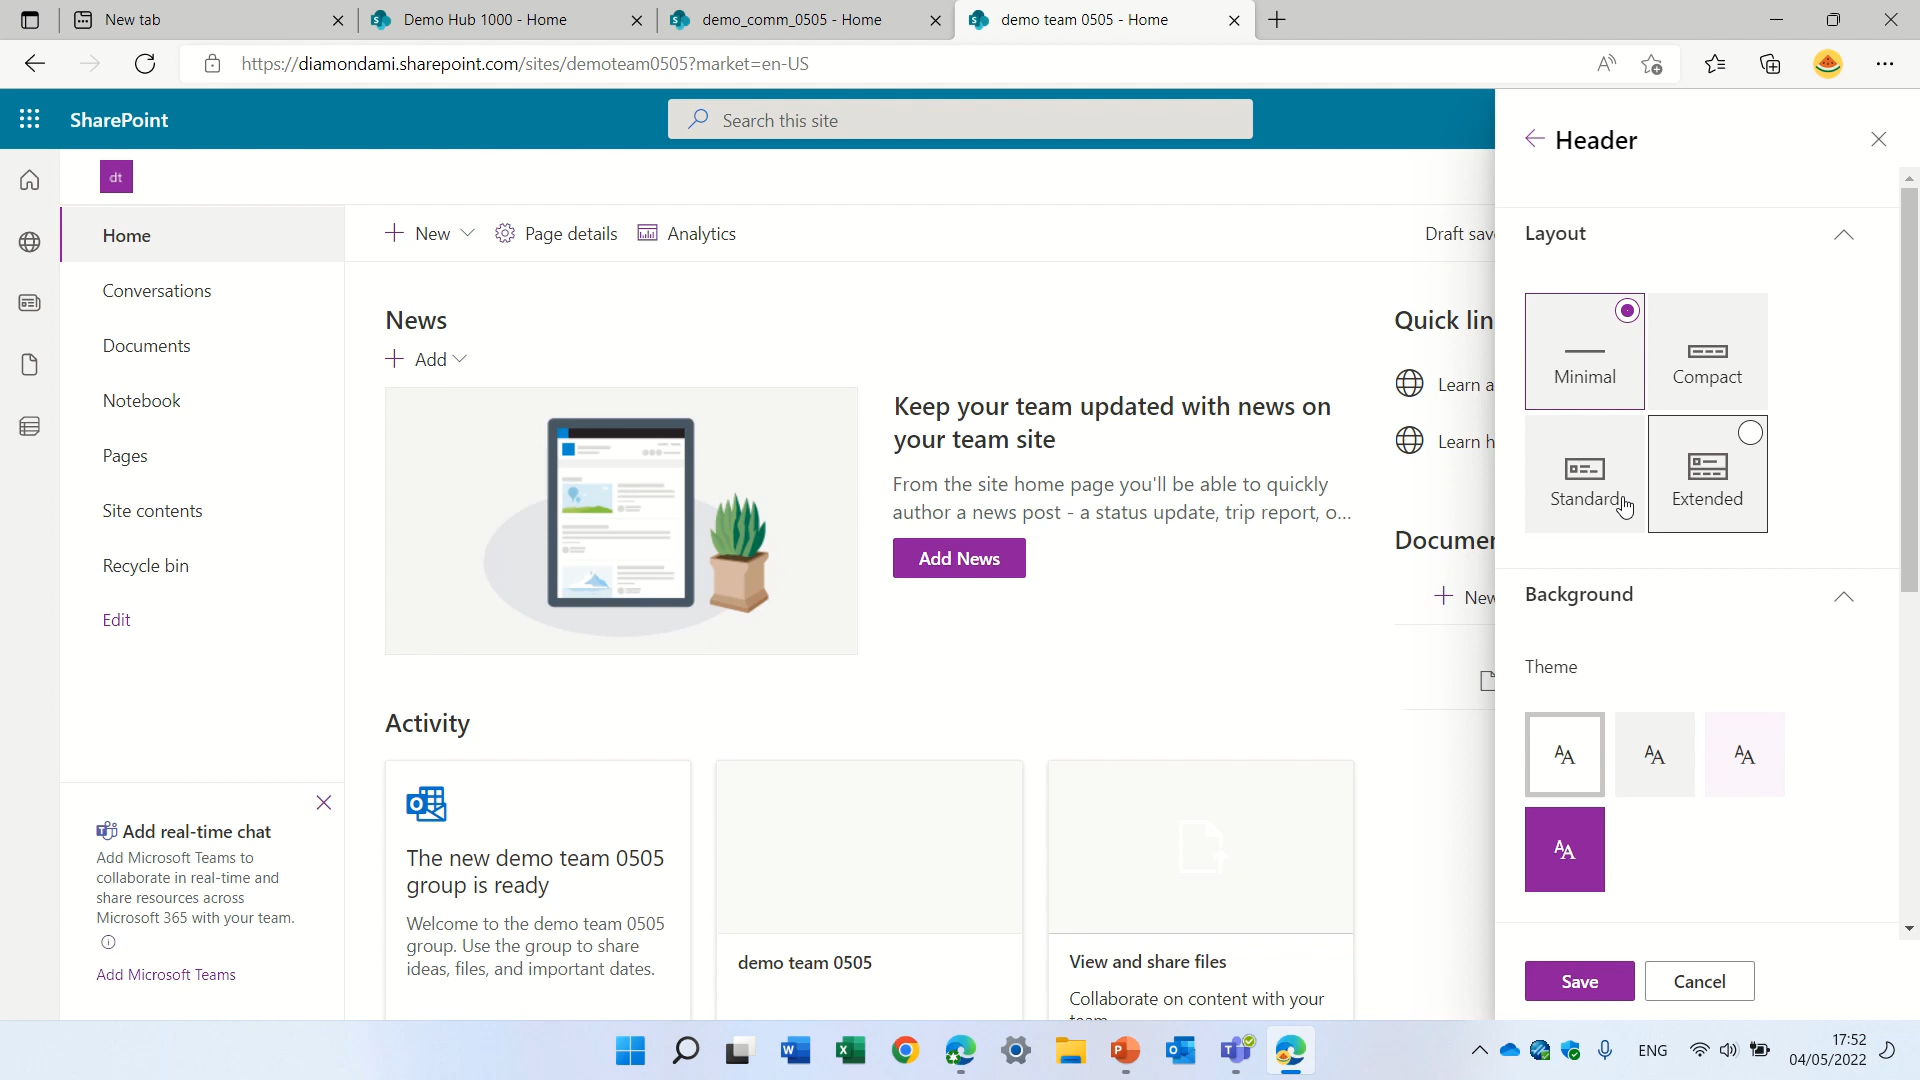 New tab
Demo Hub 1000 - Home
demo_comm_0505 - Home
demo team 0505 - Home
https://diamondami.sharepoint.com/sites/demoteam0505?market=en-US
SharePoint
Search this site
dt
Home
Conversations
Documents
Notebook
Pages
Site contents
Recycle bin
Edit
Add real-time chat
Add Microsoft Teams to
collaborate in real-time and
share resources across
Microsoft 365 with your team.
Add Microsoft Teams
New
Page details
Analytics
Draft save
News
Add
Keep your team updated with news on
your team site
From the site home page you'll be able to quickly
author a news post - a status update, trip report, o...
Add News
Activity
The new demo team 0505
group is ready
Welcome to the demo team 0505
group. Use the group to share
ideas, files, and important dates.
demo team 0505
View and share files
Collaborate on content with your
Quick lin
Learn a
Learn h
Documen
New
Header
Layout
Minimal
Compact
Standard
Extended
Background
Theme
AA
AA
AA
AA
Save
Cancel
ENG
17:52
04/05/2022